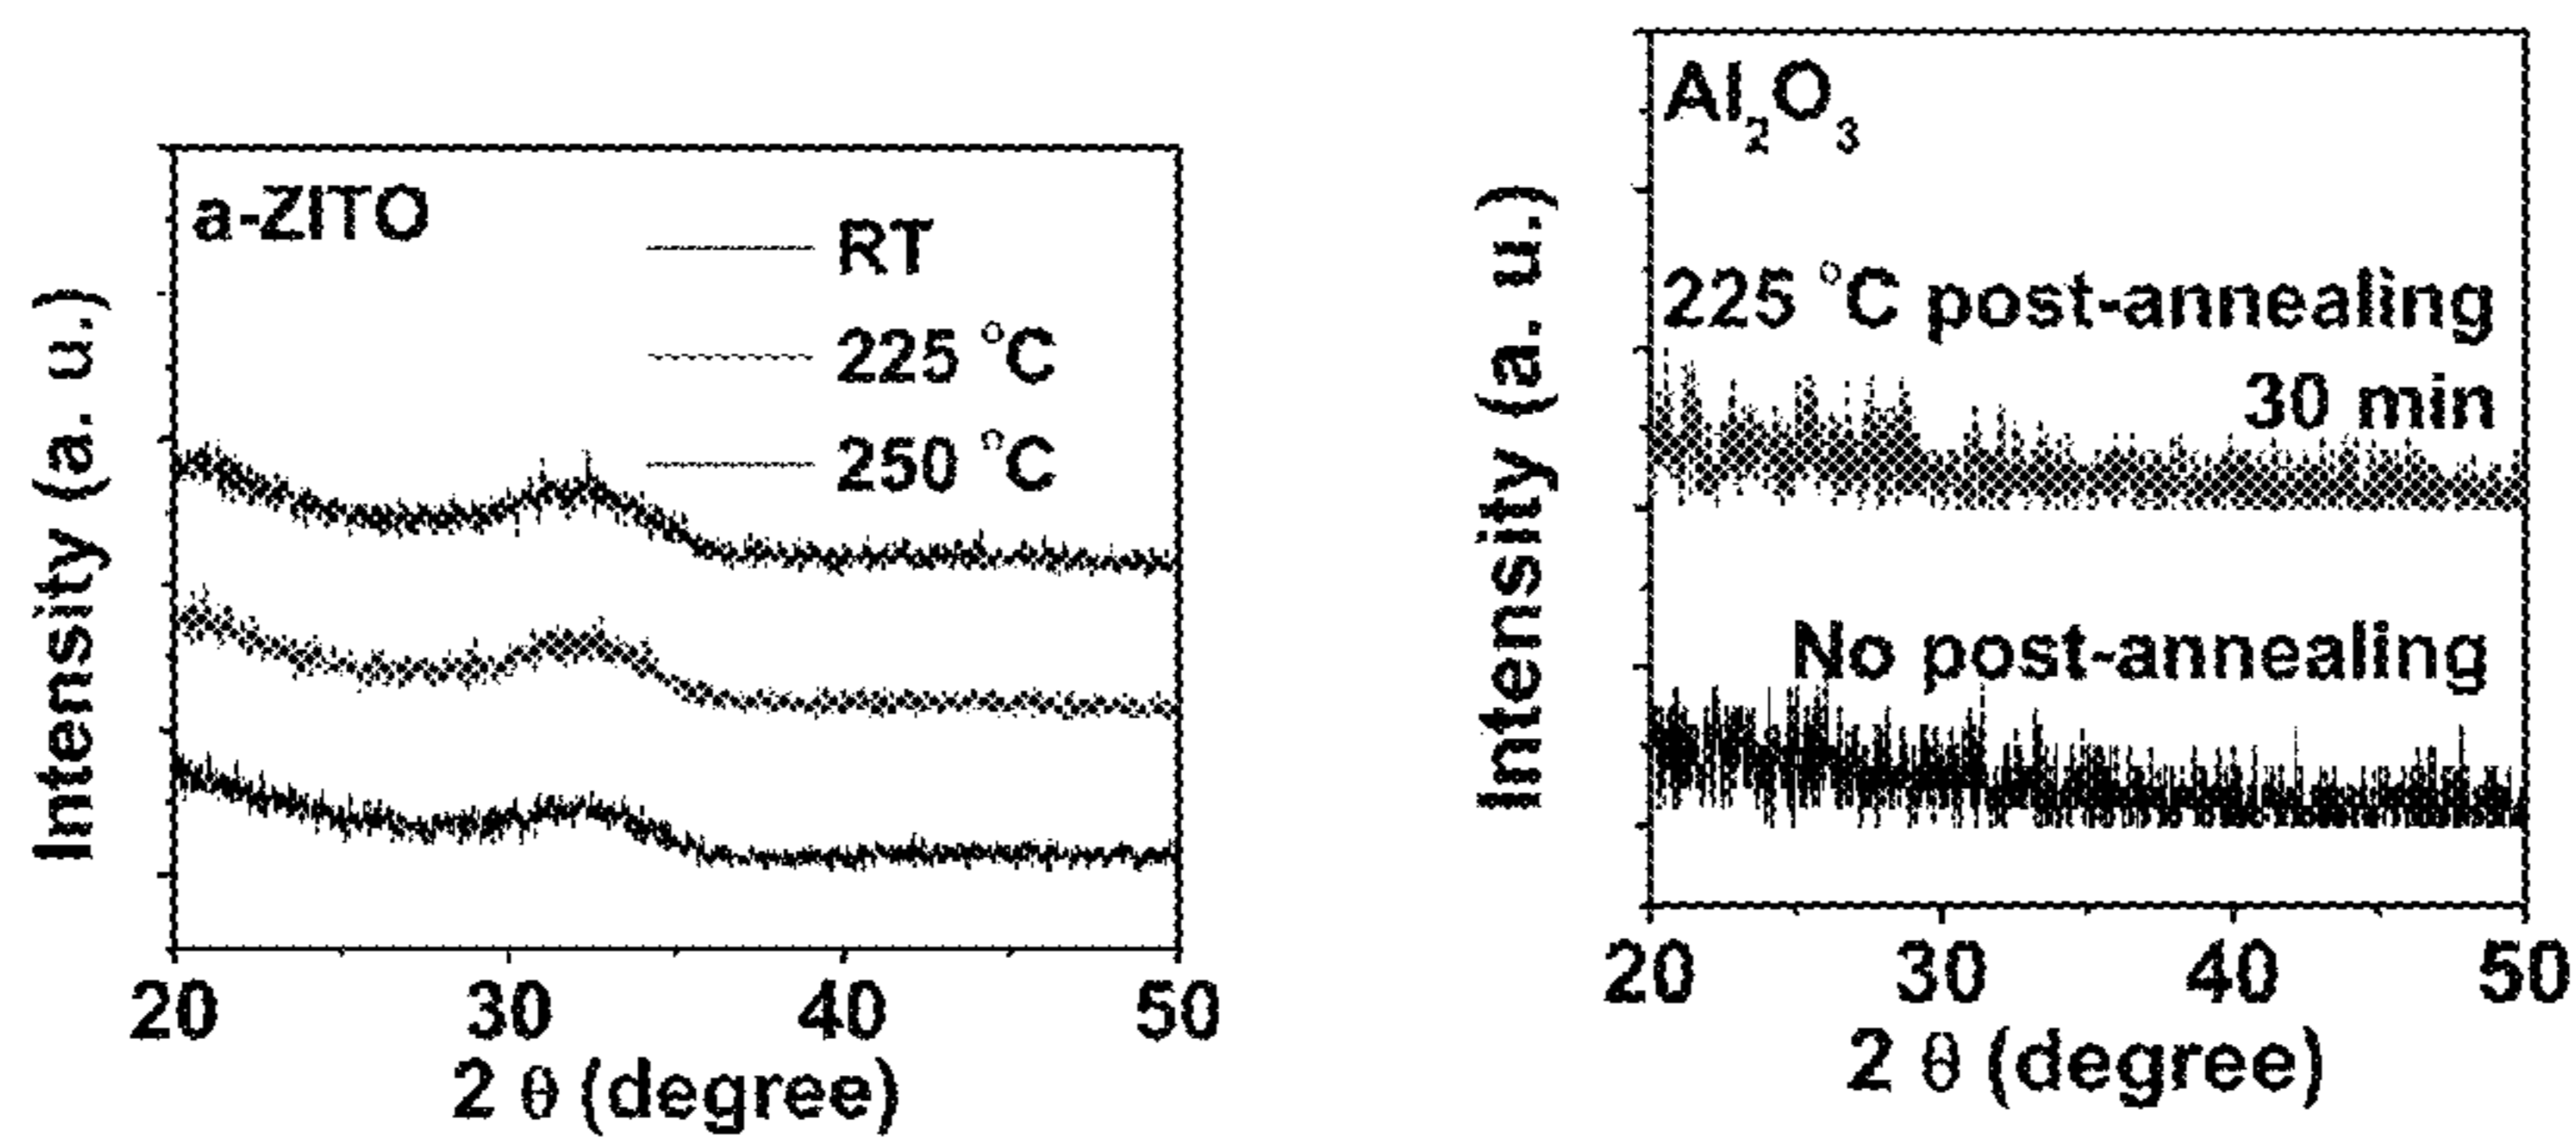 a-ZITO
RT
225 °C
250 °C
Intensity (a. u.)
20 30 40 50
2 θ (degree)
Al₂O₃
225 °C post-annealing
30 min
No post-annealing
Intensity (a. u.)
20 30 40 50
2 θ (degree)